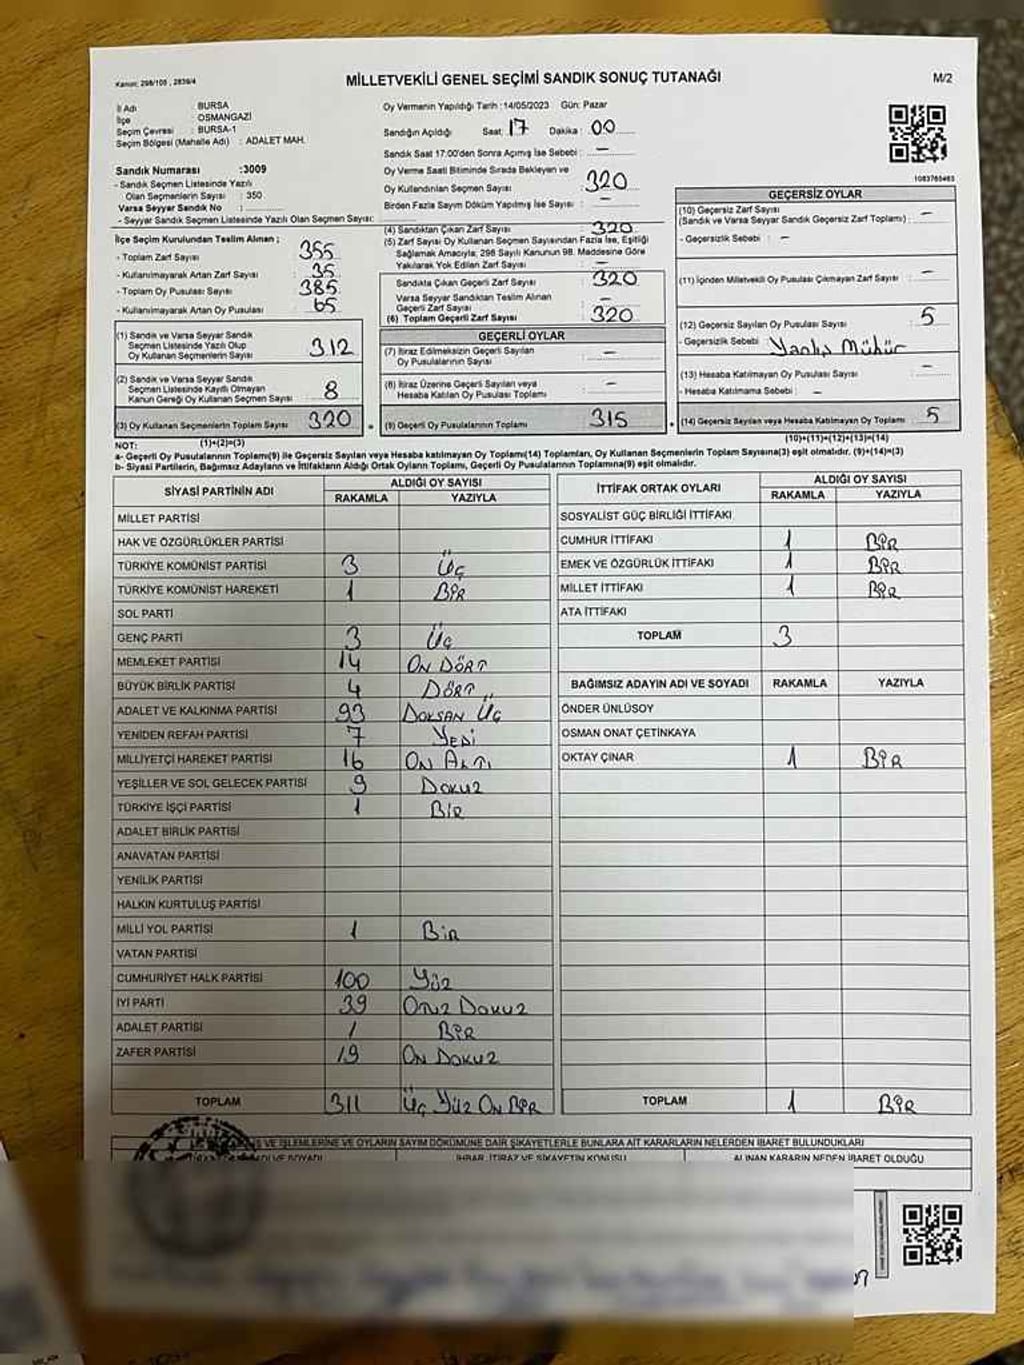 Kanun: 298/105 , 2839/4
MİLLETVEKİLİ GENEL SEÇİMİ SANDIK SONUÇ TUTANAĞI
M/2
İl Adı BURSA
İlçe OSMANGAZİ
Seçim Çevresi : BURSA-1
Seçim Bölgesi (Mahalle Adı) : ADALET MAH.
Sandık Numarası :3009
- Sandık Seçmen Listesinde Yazılı
Olan Seçmenlerin Sayısı : 350
Varsa Seyyar Sandık No :
- Seyyar Sandık Seçmen Listesinde Yazılı Olan Seçmen Sayısı:
Oy Vermenin Yapıldığı Tarih :14/05/2023 Gün: Pazar
Sandığın Açıldığı Saat: 17 Dakika : 00
Sandık Saat 17:00'den Sonra Açılmış İse Sebebi : -
Oy Verme Saati Bitiminde Sırada Bekleyen ve
Oy Kullandırılan Seçmen Sayısı : 320
Birden Fazla Sayım Döküm Yapılmış İse Sayısı : -
1083765463
İlçe Seçim Kurulundan Teslim Alınan ;
- Toplam Zarf Sayısı : 355
- Kullanılmayarak Artan Zarf Sayısı : 35
- Toplam Oy Pusulası Sayısı : 385
- Kullanılmayarak Artan Oy Pusulası : 65
(1) Sandık ve Varsa Seyyar Sandık
Seçmen Listesinde Yazılı Olup
Oy Kullanan Seçmenlerin Sayısı : 312
(2) Sandık ve Varsa Seyyar Sandık
Seçmen Listesinde Kayıtlı Olmayan
Kanun Gereği Oy Kullanan Seçmen Sayısı : 8
(3) Oy Kullanan Seçmenlerin Toplam Sayısı : 320
(1)+(2)=(3)
(4) Sandıktan Çıkan Zarf Sayısı : 320
(5) Zarf Sayısı Oy Kullanan Seçmen Sayısından Fazla İse, Eşitliği
Sağlamak Amacıyla; 298 Sayılı Kanunun 98. Maddesine Göre
Yakılarak Yok Edilen Zarf Sayısı : -
Sandıkta Çıkan Geçerli Zarf Sayısı : 320
Varsa Seyyar Sandıktan Teslim Alınan
Geçerli Zarf Sayısı : -
(6) Toplam Geçerli Zarf Sayısı : 320
GEÇERLİ OYLAR
(7) İtiraz Edilmeksizin Geçerli Sayılan
Oy Pusulalarının Sayısı : -
(8) İtiraz Üzerine Geçerli Sayılan veya
Hesaba Katılan Oy Pusulası Toplamı : -
(9) Geçerli Oy Pusulalarının Toplamı : 315
GEÇERSİZ OYLAR
(10) Geçersiz Zarf Sayısı
(Sandık ve Varsa Seyyar Sandık Geçersiz Zarf Toplamı) : -
- Geçersizlik Sebebi : -
(11) İçinden Milletvekili Oy Pusulası Çıkmayan Zarf Sayısı : -
(12) Geçersiz Sayılan Oy Pusulası Sayısı : 5
- Geçersizlik Sebebi : Yanlış Mühür
(13) Hesaba Katılmayan Oy Pusulası Sayısı : -
- Hesaba Katılmama Sebebi : -
(14) Geçersiz Sayılan veya Hesaba Katılmayan Oy Toplamı : 5
(10)+(11)+(12)+(13)=(14)
NOT:
a- Geçerli Oy Pusulalarının Toplamı(9) ile Geçersiz Sayılan veya Hesaba katılmayan Oy Toplamı(14) Toplamları, Oy Kullanan Seçmenlerin Toplam Sayısına(3) eşit olmalıdır. (9)+(14)=(3)
b- Siyasi Partilerin, Bağımsız Adayların ve İttifakların Aldığı Ortak Oyların Toplamı, Geçerli Oy Pusulalarının Toplamına(9) eşit olmalıdır.
SİYASİ PARTİNİN ADI ALDIĞI OY SAYISI
RAKAMLA YAZIYLA
MİLLET PARTİSİ
HAK VE ÖZGÜRLÜKLER PARTİSİ
TÜRKİYE KOMÜNİST PARTİSİ 3 Üç
TÜRKİYE KOMÜNİST HAREKETİ 1 Bir
SOL PARTİ
GENÇ PARTİ 3 Üç
MEMLEKET PARTİSİ 14 On Dört
BÜYÜK BİRLİK PARTİSİ 4 Dört
ADALET VE KALKINMA PARTİSİ 93 Doksan Üç
YENİDEN REFAH PARTİSİ 7 Yedi
MİLLİYETÇİ HAREKET PARTİSİ 16 On Altı
YEŞİLLER VE SOL GELECEK PARTİSİ 9 Dokuz
TÜRKİYE İŞÇİ PARTİSİ 1 Bir
ADALET BİRLİK PARTİSİ
ANAVATAN PARTİSİ
YENİLİK PARTİSİ
HALKIN KURTULUŞ PARTİSİ
MİLLİ YOL PARTİSİ 1 Bir
VATAN PARTİSİ
CUMHURİYET HALK PARTİSİ 100 Yüz
İYİ PARTİ 39 Otuz Dokuz
ADALET PARTİSİ 1 Bir
ZAFER PARTİSİ 19 On Dokuz
TOPLAM 311 Üç Yüz On Bir
İTTİFAK ORTAK OYLARI ALDIĞI OY SAYISI
RAKAMLA YAZIYLA
SOSYALİST GÜÇ BİRLİĞİ İTTİFAKI
CUMHUR İTTİFAKI 1 Bir
EMEK VE ÖZGÜRLÜK İTTİFAKI 1 Bir
MİLLET İTTİFAKI 1 Bir
ATA İTTİFAKI
TOPLAM 3
BAĞIMSIZ ADAYIN ADI VE SOYADI RAKAMLA YAZIYLA
ÖNDER ÜNLÜSOY
OSMAN ONAT ÇETİNKAYA
OKTAY ÇINAR 1 Bir
TOPLAM 1 Bir
VE İŞLEMLERİNE VE OYLARIN SAYIM DÖKÜMÜNE DAİR ŞİKAYETLERLE BUNLARA AİT KARARLARIN NELERDEN İBARET BULUNDUKLARI
ADI VE SOYADI İHBAR, İTİRAZ VE ŞİKAYETİN KONUSU ALINAN KARARIN NEDEN İBARET OLDUĞU